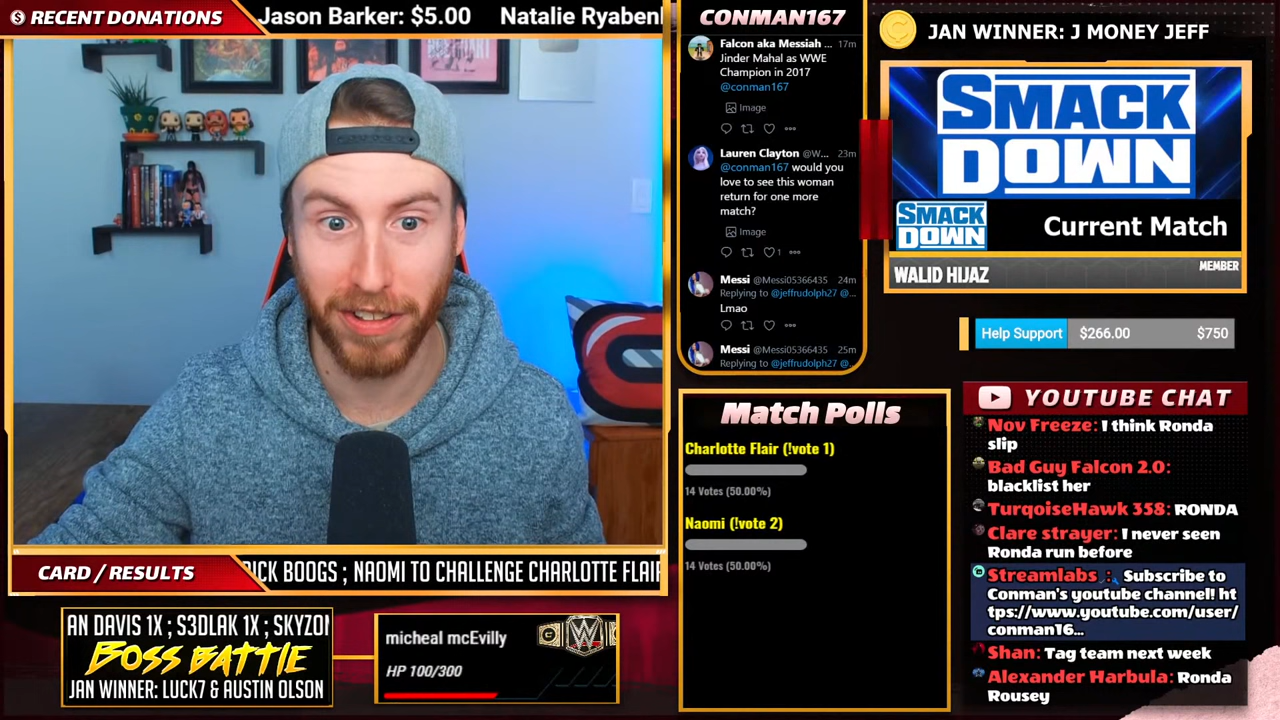 RECENT DONATIONS
Jason Barker: $5.00 Natalie Ryaben
CONMAN167
Falcon aka Messiah ... 17m
Jinder Mahal as WWE
Champion in 2017
@conman167
Image
Lauren Clayton @W... 23m
@conman167 would you
love to see this woman
return for one more
match?
Image
1
Messi @Messi05366435 24m
Replying to @jeffrudolph27 @...
Lmao
Messi @Messi05366435 25m
Replying to @jeffrudolph27 @...
JAN WINNER: J MONEY JEFF
SMACK
DOWN
SMACK
DOWN
Current Match
WALID HIJAZ
MEMBER
Help Support $266.00 $750
Match Polls
Charlotte Flair (!vote 1)
14 Votes (50.00%)
Naomi (!vote 2)
14 Votes (50.00%)
YOUTUBE CHAT
Nov Freeze: I think Ronda
slip
Bad Guy Falcon 2.0:
blacklist her
TurqoiseHawk 358: RONDA
Clare strayer: I never seen
Ronda run before
Streamlabs : Subscribe to
Conman's youtube channel! ht
tps://www.youtube.com/user/
conman16...
Shan: Tag team next week
Alexander Harbula: Ronda
Rousey
CARD / RESULTS
ICK BOOGS ; NAOMI TO CHALLENGE CHARLOTTE FLAIR
AN DAVIS 1X ; S3DLAK 1X ; SKYZO
BOSS BATTLE
JAN WINNER: LUCK7 & AUSTIN OLSON
micheal mcEvilly
HP 100/300